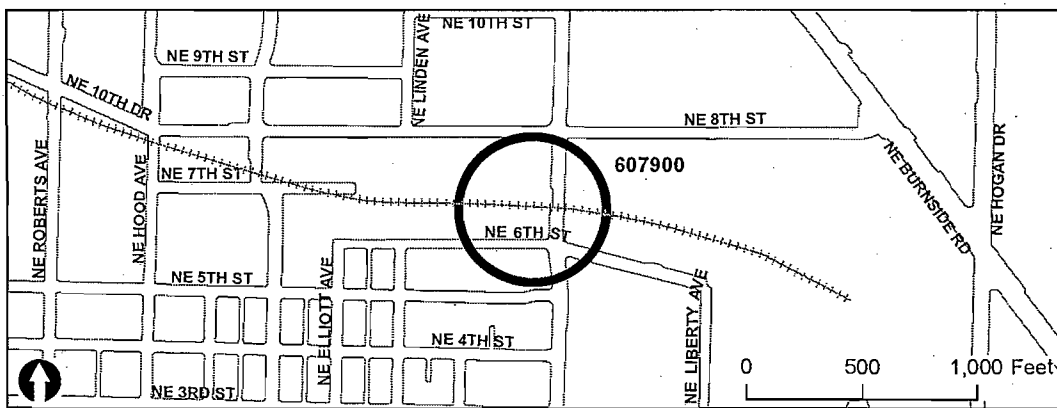 NE 10TH ST
NE LINDEN AVE
NE 9TH ST
NE 10TH DR
NE 8TH ST
607900
NE HOGAN DR
NE BURNSIDE RD
NE ROBERTS AVE
NE HOOD AVE
NE 7TH ST
NE 6TH ST
NE 5TH ST
NE ELLIOTT AVE
NE LIBERTY AVE
NE 4TH ST
NE 3RD ST
0 500 1,000 Feet